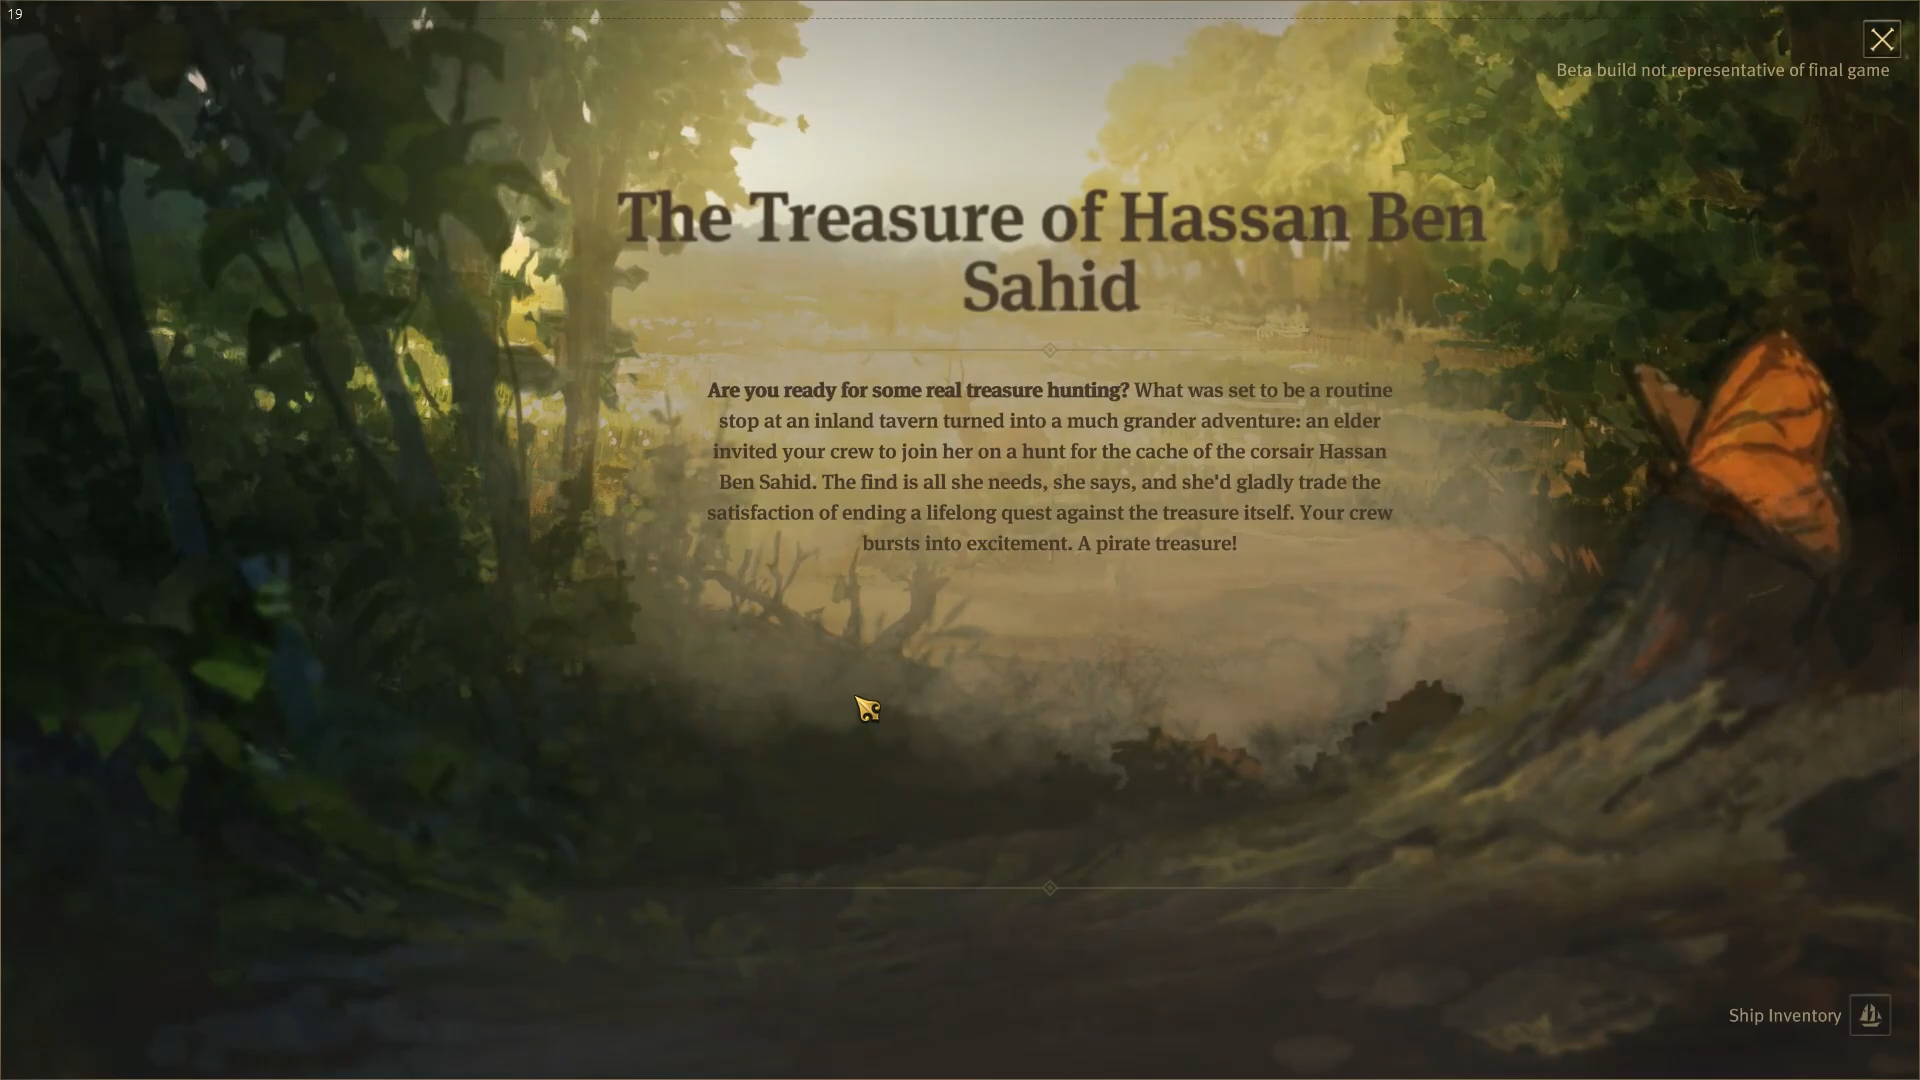 19
Beta build not representative of final game
The Treasure of Hassan Ben
Sahid
Are you ready for some real treasure hunting? What was set to be a routine
stop at an inland tavern turned into a much grander adventure: an elder
invited your crew to join her on a hunt for the cache of the corsair Hassan
Ben Sahid. The find is all she needs, she says, and she'd gladly trade the
satisfaction of ending a lifelong quest against the treasure itself. Your crew
bursts into excitement. A pirate treasure!
Ship Inventory